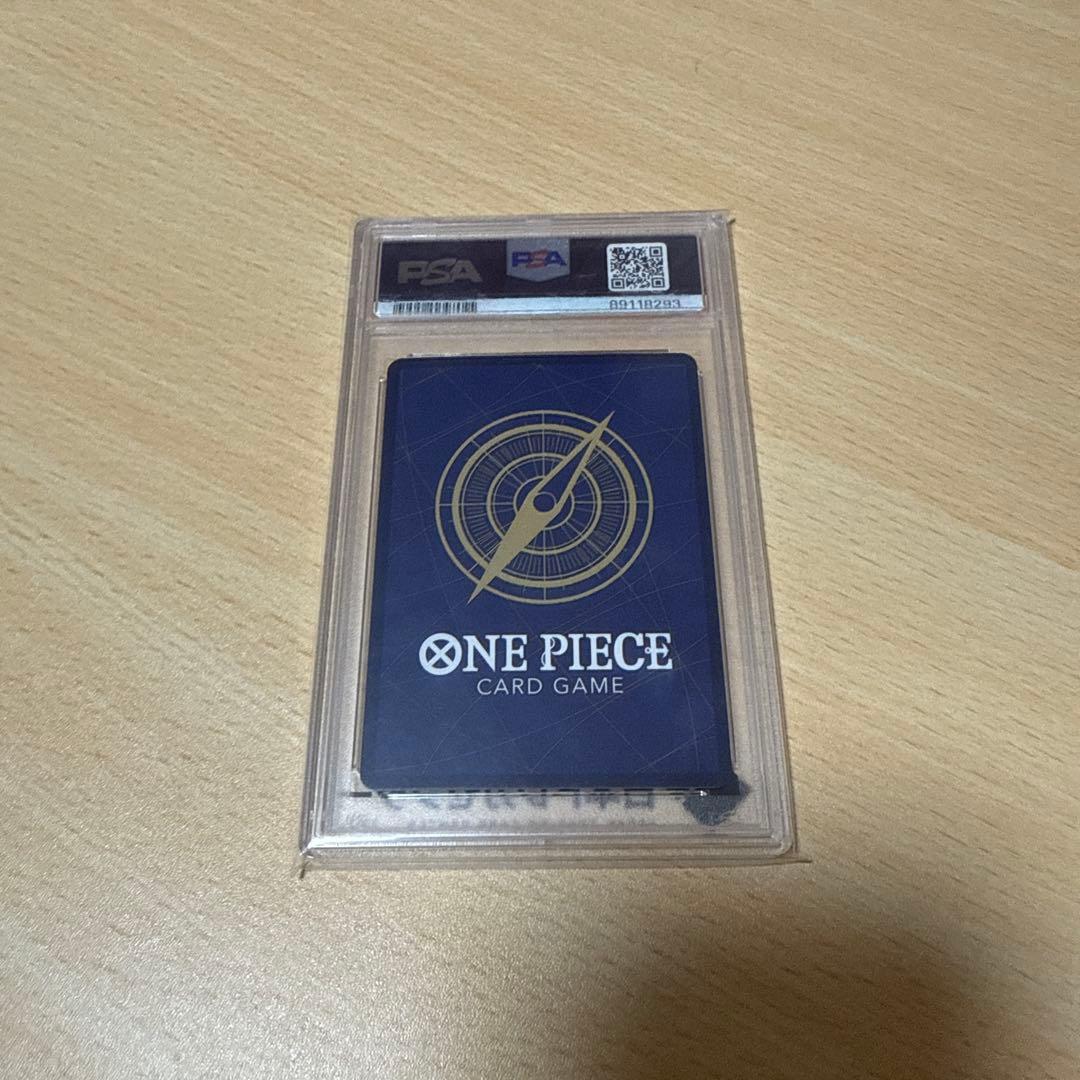 PSA
PSA
89118293
ONE PIECE
CARD GAME